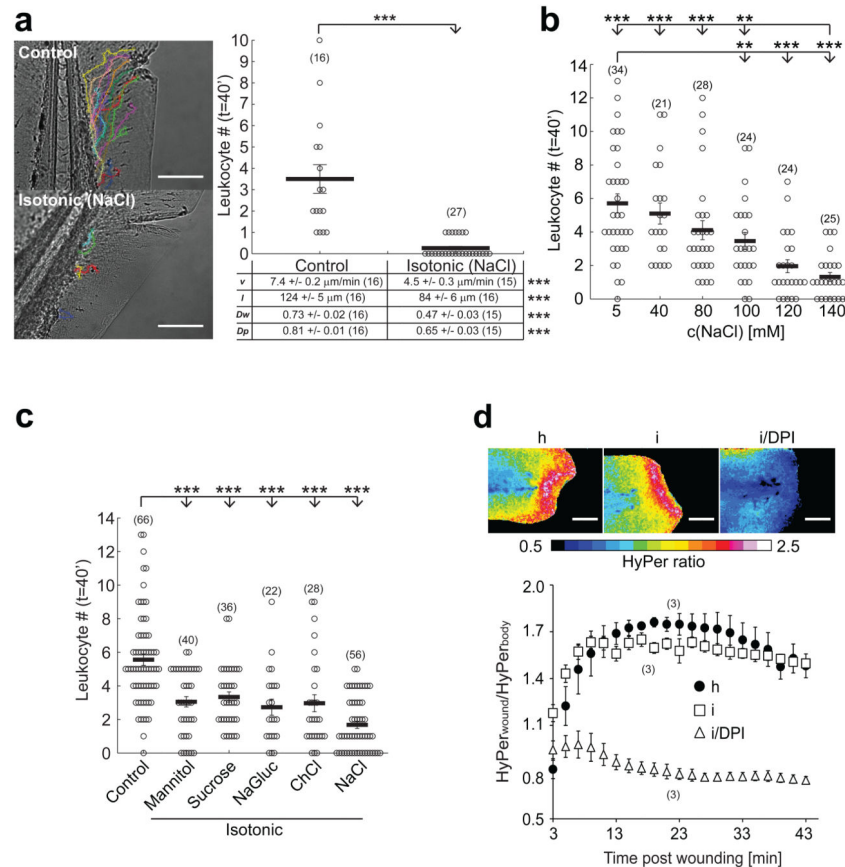 a
Control
Isotonic (NaCl)
***
Leukocyte # (t=40')
10
9
8
7
6
5
4
3
2
1
0
(16)
(27)
Control Isotonic (NaCl)
v 7.4 +/- 0.2 μm/min (16) 4.5 +/- 0.3 μm/min (15) ***
l 124 +/- 5 μm (16) 84 +/- 6 μm (16) ***
Dw 0.73 +/- 0.02 (16) 0.47 +/- 0.03 (15) ***
Dp 0.81 +/- 0.01 (16) 0.65 +/- 0.03 (15) ***
b
*** *** *** **
** *** ***
Leukocyte # (t=40')
14
12
10
8
6
4
2
0
(34) (21) (28) (24) (24) (25)
5 40 80 100 120 140
c(NaCl) [mM]
c
*** *** *** *** ***
Leukocyte # (t=40')
14
12
10
8
6
4
2
0
(66) (40) (36) (22) (28) (56)
Control Mannitol Sucrose NaGluc ChCl NaCl
Isotonic
d
h i i/DPI
0.5 2.5
HyPer ratio
HyPerwound/HyPerbody
2.0
1.7
1.4
1.1
0.8
0.5
(3)
(3)
h
i
i/DPI
(3)
3 13 23 33 43
Time post wounding [min]